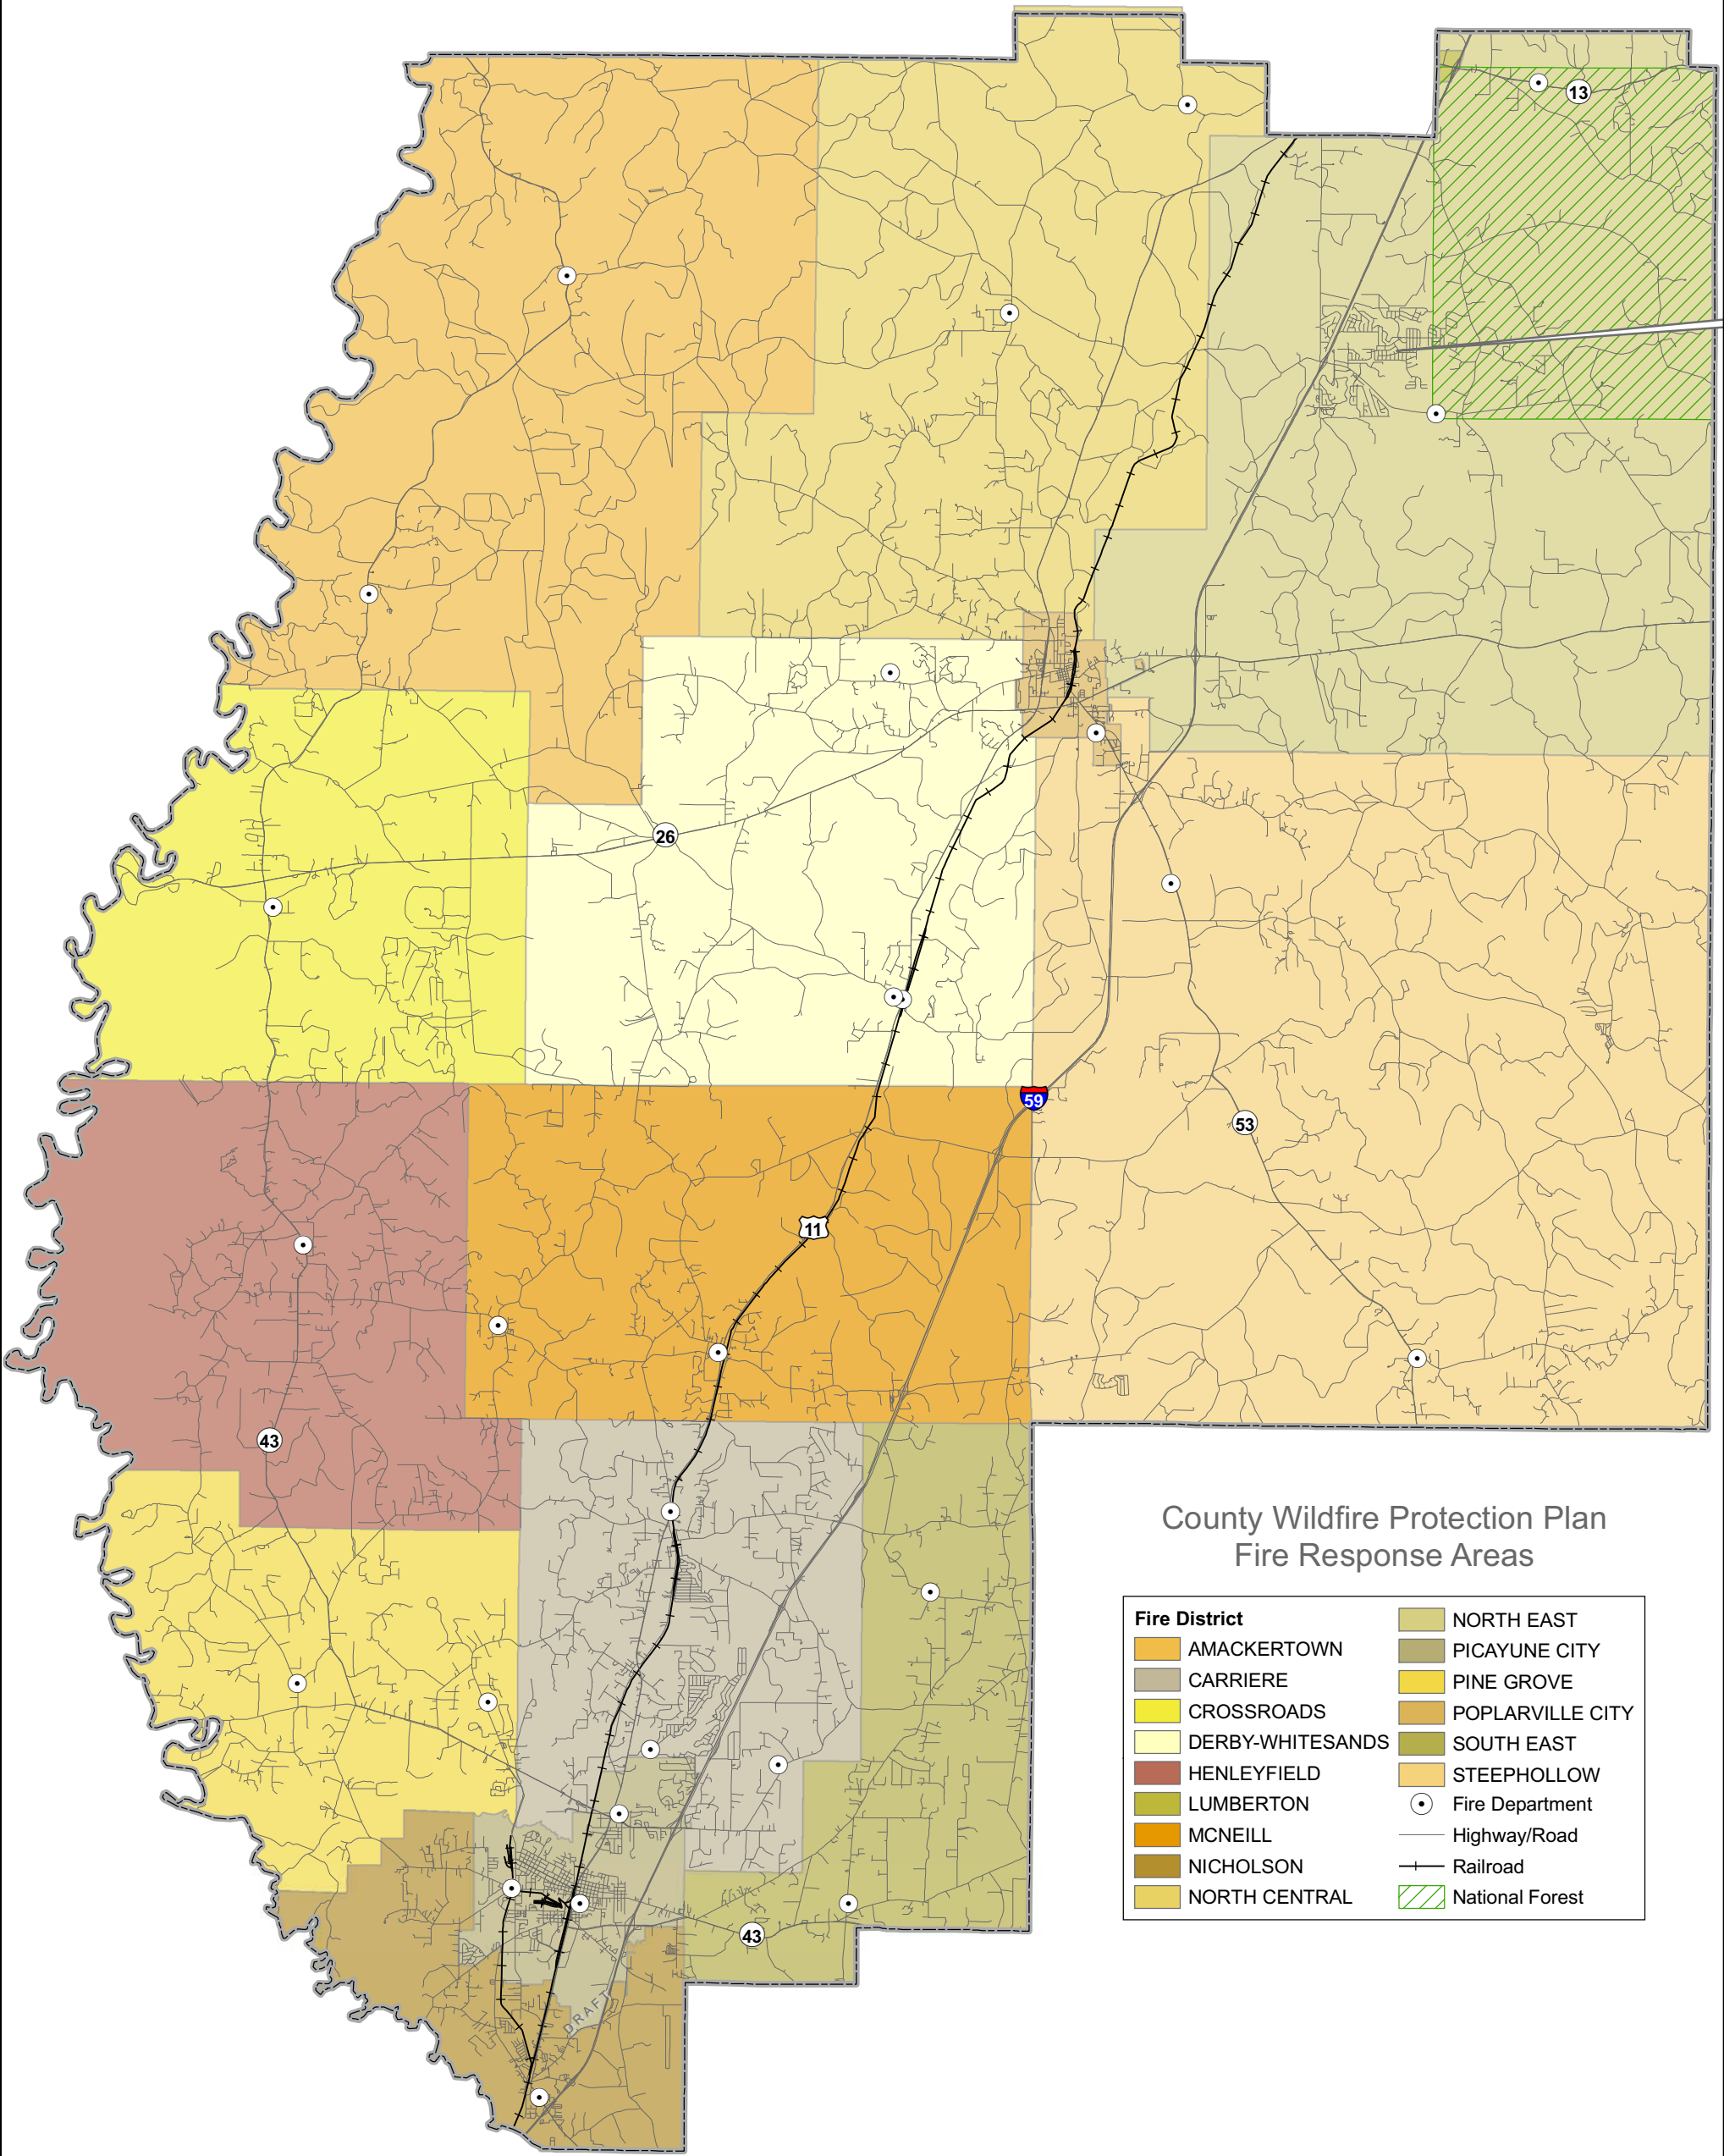 13
26
59
53
11
43
County Wildfire Protection Plan
Fire Response Areas
Fire District
AMACKERTOWN
CARRIERE
CROSSROADS
DERBY-WHITESANDS
HENLEYFIELD
LUMBERTON
MCNEILL
NICHOLSON
NORTH CENTRAL
NORTH EAST
PICAYUNE CITY
PINE GROVE
POPLARVILLE CITY
SOUTH EAST
STEEPHOLLOW
Fire Department
Highway/Road
Railroad
National Forest
43
DRAFT